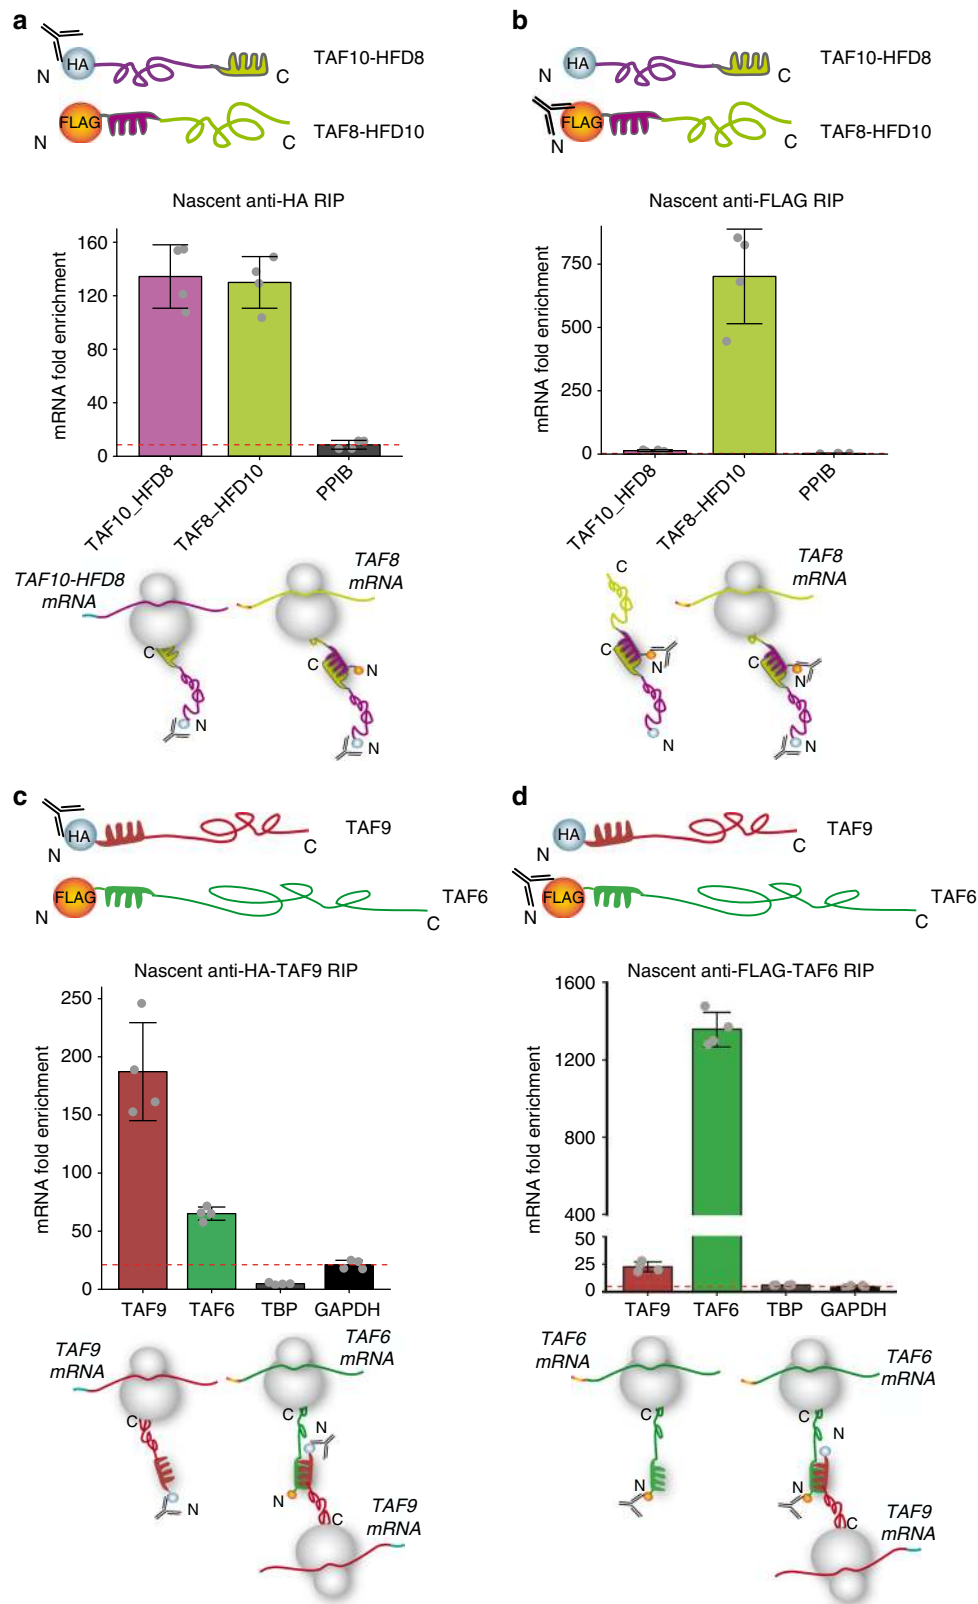 a
HA
N
C
TAF10-HFD8
FLAG
N
C
TAF8-HFD10
Nascent anti-HA RIP
mRNA fold enrichment
160
120
80
40
0
TAF10_HFD8
TAF8–HFD10
PPIB
TAF10-HFD8
mRNA
TAF8
mRNA
C
N
C
N
N
b
HA
N
C
TAF10-HFD8
FLAG
N
C
TAF8-HFD10
Nascent anti-FLAG RIP
mRNA fold enrichment
750
500
250
0
TAF10_HFD8
TAF8–HFD10
PPIB
C
TAF8
mRNA
C
N
N
C
N
N
c
HA
N
C
TAF9
FLAG
N
C
TAF6
Nascent anti-HA-TAF9 RIP
mRNA fold enrichment
250
200
150
100
50
0
TAF9
TAF6
TBP
GAPDH
TAF9
mRNA
TAF6
mRNA
C
N
C
N
N
C
TAF9
mRNA
d
HA
N
C
TAF9
FLAG
N
C
TAF6
Nascent anti-FLAG-TAF6 RIP
mRNA fold enrichment
1600
1200
800
400
50
25
0
TAF9
TAF6
TBP
GAPDH
TAF6
mRNA
TAF6
mRNA
C
N
C
N
N
C
TAF9
mRNA